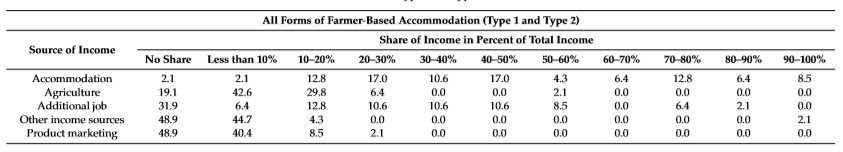 All Forms of Farmer-Based Accommodation (Type 1 and Type 2)
Source of Income
Share of Income in Percent of Total Income
No Share Less than 10% 10–20% 20–30% 30–40% 40–50% 50–60% 60–70% 70–80% 80–90% 90–100%
Accommodation 2.1 2.1 12.8 17.0 10.6 17.0 4.3 6.4 12.8 6.4 8.5
Agriculture 19.1 42.6 29.8 6.4 0.0 0.0 2.1 0.0 0.0 0.0 0.0
Additional job 31.9 6.4 12.8 10.6 10.6 10.6 8.5 0.0 6.4 2.1 0.0
Other income sources 48.9 44.7 4.3 0.0 0.0 0.0 0.0 0.0 0.0 0.0 2.1
Product marketing 48.9 40.4 8.5 2.1 0.0 0.0 0.0 0.0 0.0 0.0 0.0